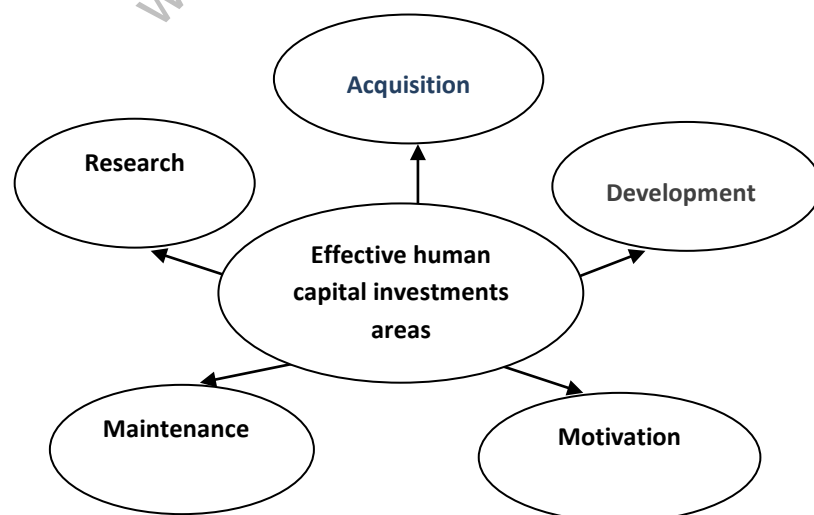 Acquisition
Research
Development
Effective human
capital investments
areas
Maintenance
Motivation